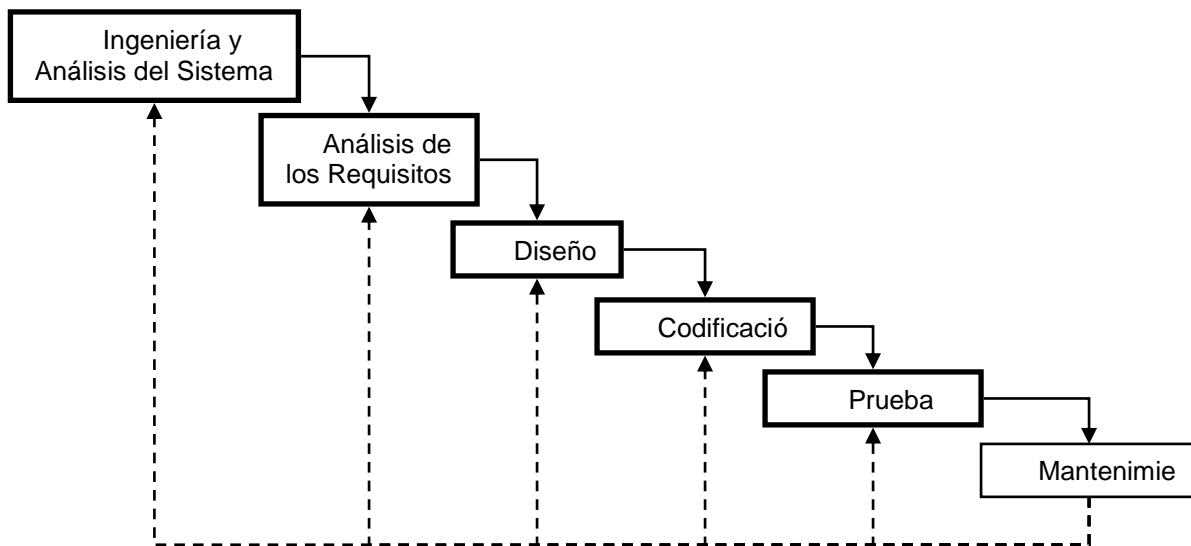 Ingeniería y
Análisis del Sistema
Análisis de
los Requisitos
Diseño
Codificació
Prueba
Mantenimie